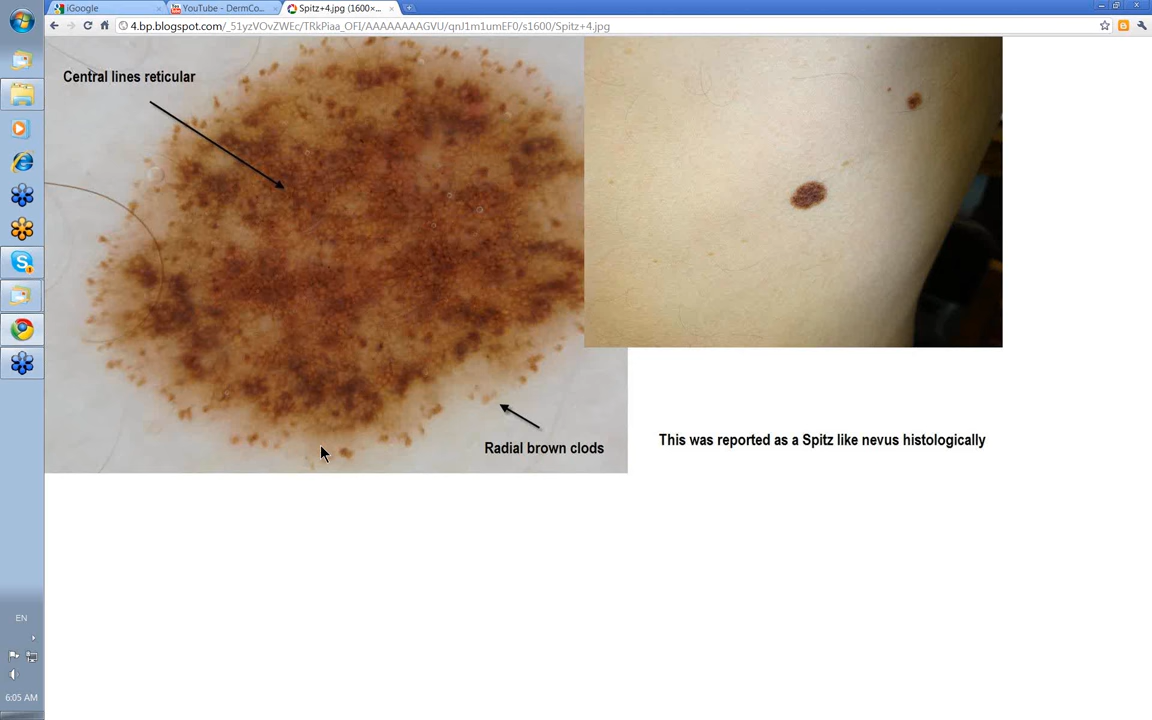 iGoogle
YouTube - DermCo...
Spitz+4.jpg (1600×...
4.bp.blogspot.com/_51yzVOvZWEc/TRkPiaa_OFI/AAAAAAAAGVU/qnJ1m1umEF0/s1600/Spitz+4.jpg
Central lines reticular
Radial brown clods
This was reported as a Spitz like nevus histologically
EN
6:05 AM